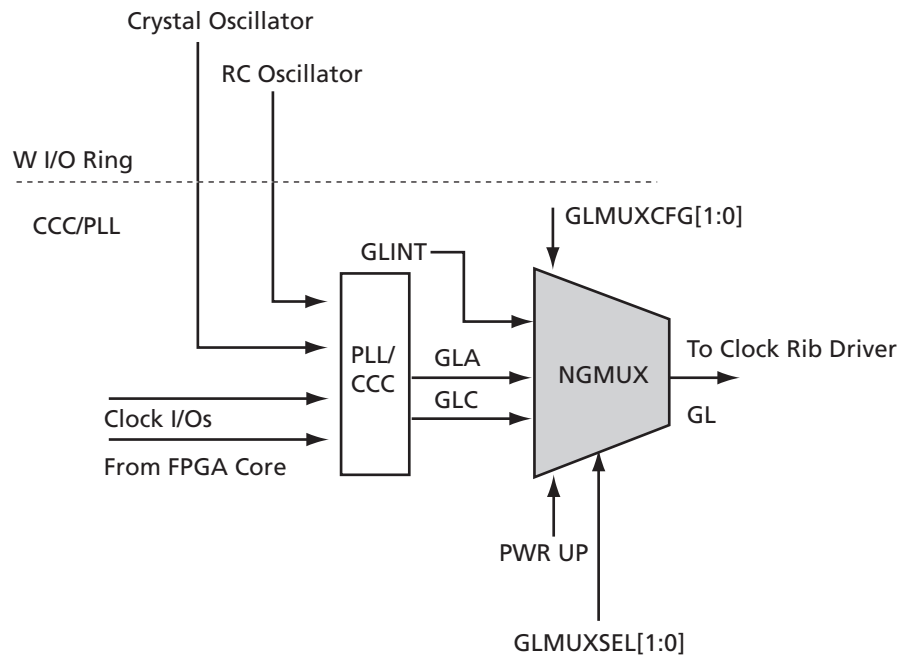 Crystal Oscillator
RC Oscillator
W I/O Ring
CCC/PLL
GLMUXCFG[1:0]
GLINT
PLL/
CCC
GLA
GLC
NGMUX
To Clock Rib Driver
GL
Clock I/Os
From FPGA Core
PWR UP
GLMUXSEL[1:0]